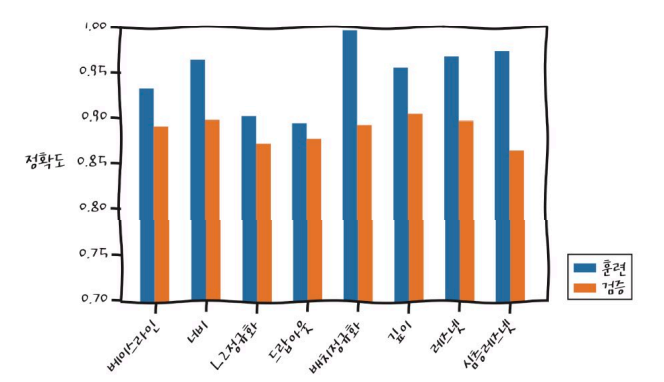 1.00
0.95
0.90
정확도
0.85
0.80
0.75
0.70
훈련
검증
베이스라인
너비
L2정규화
드랍아웃
배치정규화
깊이
레즈넷
심층레즈넷